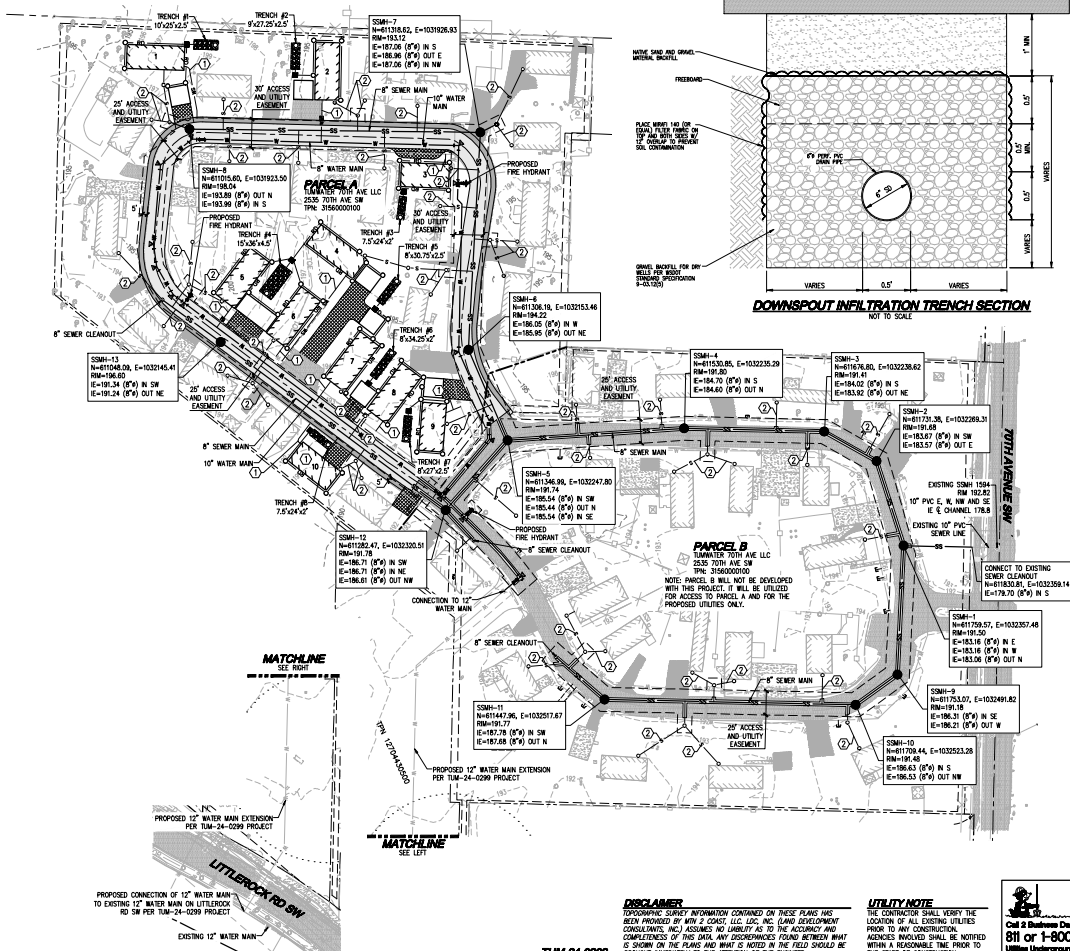 TRENCH #1
10'x25'x2.5'
TRENCH #2
9'x27.25'x2.5'
SSMH-7
N=611318.62, E=1031926.93
RIM=193.12
IE=187.06 (8"ø) IN S
IE=186.96 (8"ø) OUT E
IE=187.06 (8"ø) IN NW
25' ACCESS
AND UTILITY
EASEMENT
30' ACCESS
AND UTILITY
EASEMENT
8" SEWER MAIN
10" WATER
MAIN
8" WATER MAIN
PROPOSED
FIRE HYDRANT
SSMH-8
N=611015.60, E=1031923.50
RIM=198.04
IE=193.89 (8"ø) OUT N
IE=193.99 (8"ø) IN S
PARCEL A
TUMWATER 70TH AVE LLC
2535 70TH AVE SW
TPN: 31560000100
PROPOSED
FIRE HYDRANT
TRENCH #4
15'x36'x4.5'
TRENCH #3
7.5'x24'x2'
30' ACCESS
AND UTILITY
EASEMENT
TRENCH #5
8'x30.75'x2.5'
SSMH-6
N=611306.19, E=1032153.46
RIM=194.22
IE=186.05 (8"ø) IN W
IE=185.95 (8"ø) OUT NE
8" SEWER CLEANOUT
TRENCH #6
8'x34.25'x2'
SSMH-13
N=611048.09, E=1032145.41
RIM=196.60
IE=191.34 (8"ø) IN SW
IE=191.24 (8"ø) OUT NE
25' ACCESS
AND UTILITY
EASEMENT
8" SEWER MAIN
10" WATER MAIN
TRENCH #8
7.5'x24'x2'
TRENCH #7
8'x27'x2.5'
SSMH-12
N=611282.47, E=1032320.51
RIM=191.78
IE=186.71 (8"ø) IN SW
IE=186.71 (8"ø) IN NE
IE=186.61 (8"ø) OUT NW
SSMH-5
N=611346.99, E=1032247.80
RIM=191.74
IE=185.54 (8"ø) IN SW
IE=185.44 (8"ø) OUT N
IE=185.54 (8"ø) IN SE
PROPOSED
FIRE HYDRANT
8" SEWER CLEANOUT
CONNECTION TO 12"
WATER MAIN
25' ACCESS
AND UTILITY
EASEMENT
8" SEWER MAIN
SSMH-4
N=611530.85, E=1032235.29
RIM=191.80
IE=184.70 (8"ø) IN S
IE=184.60 (8"ø) OUT N
SSMH-3
N=611676.80, E=1032238.62
RIM=191.41
IE=184.02 (8"ø) IN S
IE=183.92 (8"ø) OUT NE
SSMH-2
N=611731.38, E=1032269.31
RIM=191.68
IE=183.67 (8"ø) IN SW
IE=183.57 (8"ø) OUT E
70TH AVENUE SW
EXISTING SSMH 1594
RIM 192.82
10" PVC E, W, NW AND SE
IE ℄ CHANNEL 178.8
EXISTING 10" PVC
SEWER LINE
CONNECT TO EXISTING
SEWER CLEANOUT
N=611830.81, E=1032359.14
IE=179.70 (8"ø) IN S
PARCEL B
TUMWATER 70TH AVE LLC
2535 70TH AVE SW
TPN: 31560000100
NOTE: PARCEL B WILL NOT BE DEVELOPED
WITH THIS PROJECT. IT WILL BE UTILIZED
FOR ACCESS TO PARCEL A AND FOR THE
PROPOSED UTILITIES ONLY.
SSMH-1
N=611759.57, E=1032357.48
RIM=191.50
IE=183.16 (8"ø) IN E
IE=183.16 (8"ø) IN W
IE=183.06 (8"ø) OUT N
8" SEWER CLEANOUT
8" SEWER MAIN
SSMH-9
N=611753.07, E=1032491.82
RIM=191.18
IE=186.31 (8"ø) IN SE
IE=186.21 (8"ø) OUT W
SSMH-11
N=611447.96, E=1032517.67
RIM=191.77
IE=187.78 (8"ø) IN SW
IE=187.68 (8"ø) OUT N
25' ACCESS
AND UTILITY
EASEMENT
SSMH-10
N=611709.44, E=1032523.28
RIM=191.48
IE=186.63 (8"ø) IN S
IE=186.53 (8"ø) OUT NW
NATIVE SAND AND GRAVEL
MATERIAL BACKFILL
FREEBOARD
PLACE MIRAFI 140 (OR
EQUAL) FILTER FABRIC ON
TOP AND BOTH SIDES W/
12" OVERLAP TO PREVENT
SOIL CONTAMINATION
6"ø PERF. PVC
DRAIN PIPE
6" SD
GRAVEL BACKFILL FOR DRY
WELLS PER WSDOT
STANDARD SPECIFICATION
9-03.12(5)
1' MIN
0.5'
0.5'
MIN.
0.5'
VARIES
VARIES
VARIES
0.5'
VARIES
DOWNSPOUT INFILTRATION TRENCH SECTION
NOT TO SCALE
MATCHLINE
SEE RIGHT
TPN 12704430500
PROPOSED 12" WATER MAIN EXTENSION
PER TUM-24-0299 PROJECT
MATCHLINE
SEE LEFT
PROPOSED 12" WATER MAIN EXTENSION
PER TUM-24-0299 PROJECT
LITTLEROCK RD SW
PROPOSED CONNECTION OF 12" WATER MAIN
TO EXISTING 12" WATER MAIN ON LITTLEROCK
RD SW PER TUM-24-0299 PROJECT
EXISTING 12" WATER MAIN
DISCLAIMER
TOPOGRAPHIC SURVEY INFORMATION CONTAINED ON THESE PLANS HAS
BEEN PROVIDED BY MTN 2 COAST, LLC. LDC, INC. (LAND DEVELOPMENT
CONSULTANTS, INC.) ASSUMES NO LIABILITY AS TO THE ACCURACY AND
COMPLETENESS OF THIS DATA. ANY DISCREPANCIES FOUND BETWEEN WHAT
IS SHOWN ON THE PLANS AND WHAT IS NOTED IN THE FIELD SHOULD BE
UTILITY NOTE
THE CONTRACTOR SHALL VERIFY THE
LOCATION OF ALL EXISTING UTILITIES
PRIOR TO ANY CONSTRUCTION.
AGENCIES INVOLVED SHALL BE NOTIFIED
WITHIN A REASONABLE TIME PRIOR TO
Call 2 Business Da
811 or 1-800
Utilities Undergroun